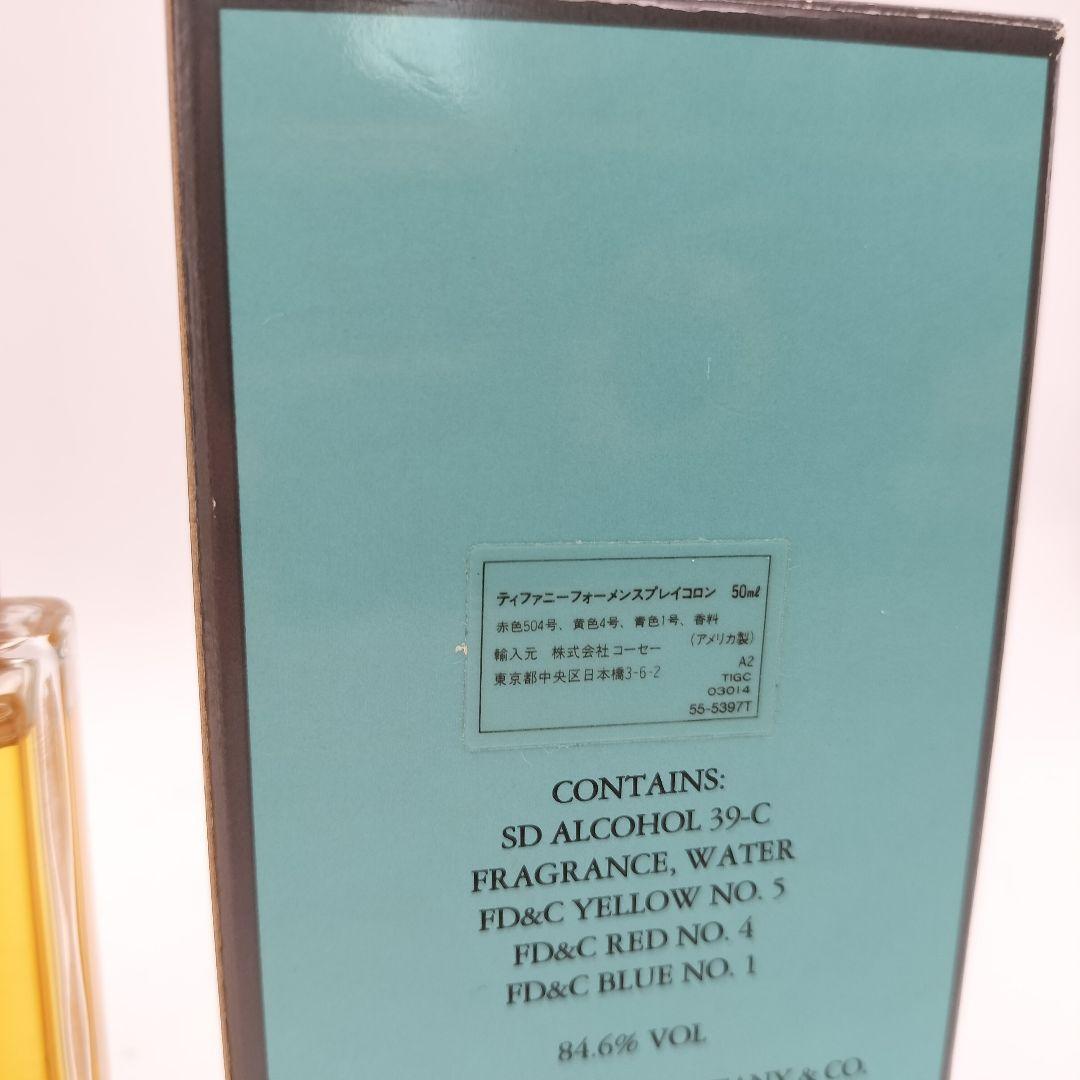 ティファニーフォーメンスプレイコロン 50ml
赤色504号、黄色4号、青色1号、香料
輸入元 株式会社コーセー (アメリカ製)
東京都中央区日本橋3-6-2
A2
TIGC
03014
55-5397T
CONTAINS:
SD ALCOHOL 39-C
FRAGRANCE, WATER
FD&C YELLOW NO. 5
FD&C RED NO. 4
FD&C BLUE NO. 1
84.6% VOL
& CO.